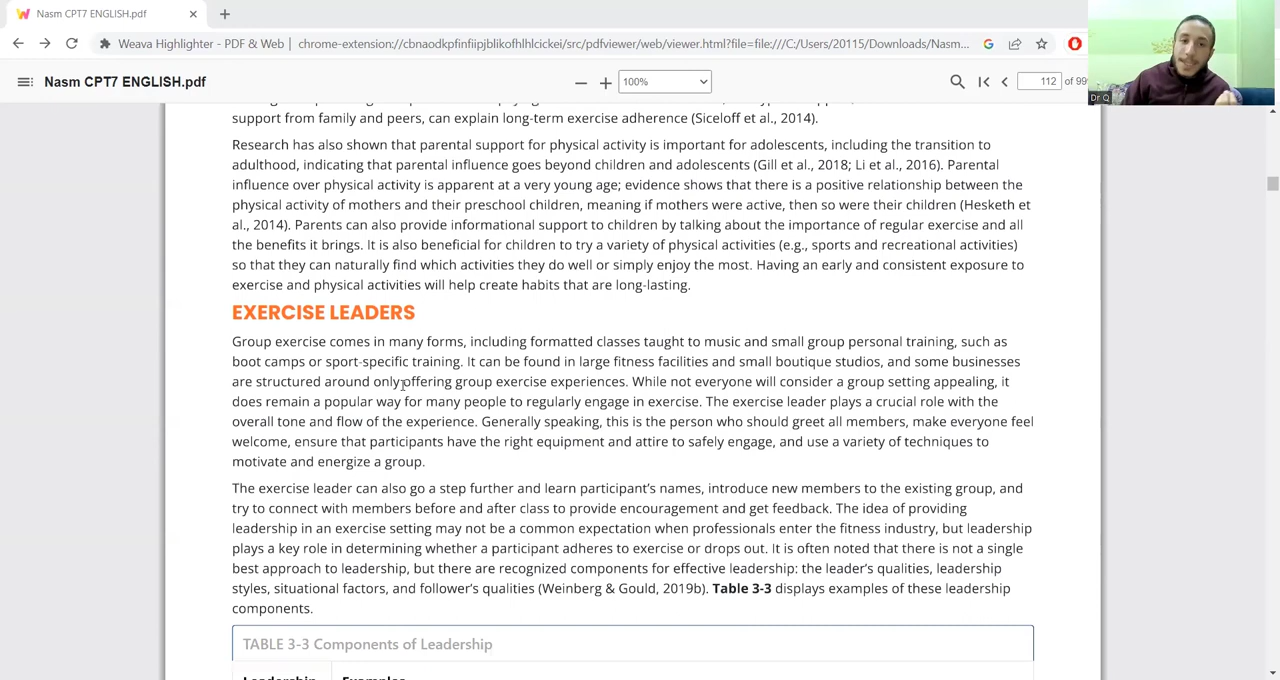 Nasm CPT7 ENGLISH.pdf
Weava Highlighter - PDF & Web | chrome-extension://cbnaodkpfinfiipjblikofhlhlcickei/src/pdfviewer/web/viewer.html?file=file:///C:/Users/20115/Downloads/Nasm...
Nasm CPT7 ENGLISH.pdf
100%
112 of 99
Dr Q
support from family and peers, can explain long-term exercise adherence (Siceloff et al., 2014).
Research has also shown that parental support for physical activity is important for adolescents, including the transition to
adulthood, indicating that parental influence goes beyond children and adolescents (Gill et al., 2018; Li et al., 2016). Parental
influence over physical activity is apparent at a very young age; evidence shows that there is a positive relationship between the
physical activity of mothers and their preschool children, meaning if mothers were active, then so were their children (Hesketh et
al., 2014). Parents can also provide informational support to children by talking about the importance of regular exercise and all
the benefits it brings. It is also beneficial for children to try a variety of physical activities (e.g., sports and recreational activities)
so that they can naturally find which activities they do well or simply enjoy the most. Having an early and consistent exposure to
exercise and physical activities will help create habits that are long-lasting.
EXERCISE LEADERS
Group exercise comes in many forms, including formatted classes taught to music and small group personal training, such as
boot camps or sport-specific training. It can be found in large fitness facilities and small boutique studios, and some businesses
are structured around only offering group exercise experiences. While not everyone will consider a group setting appealing, it
does remain a popular way for many people to regularly engage in exercise. The exercise leader plays a crucial role with the
overall tone and flow of the experience. Generally speaking, this is the person who should greet all members, make everyone feel
welcome, ensure that participants have the right equipment and attire to safely engage, and use a variety of techniques to
motivate and energize a group.
The exercise leader can also go a step further and learn participant's names, introduce new members to the existing group, and
try to connect with members before and after class to provide encouragement and get feedback. The idea of providing
leadership in an exercise setting may not be a common expectation when professionals enter the fitness industry, but leadership
plays a key role in determining whether a participant adheres to exercise or drops out. It is often noted that there is not a single
best approach to leadership, but there are recognized components for effective leadership: the leader's qualities, leadership
styles, situational factors, and follower's qualities (Weinberg & Gould, 2019b). Table 3-3 displays examples of these leadership
components.
TABLE 3-3 Components of Leadership
Leadership Examples